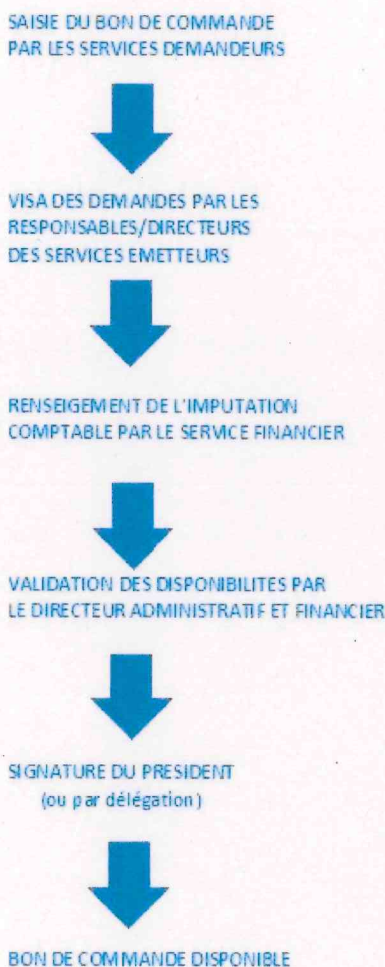 SAISIE DU BON DE COMMANDE
PAR LES SERVICES DEMANDEURS
VISA DES DEMANDES PAR LES
RESPONSABLES/DIRECTEURS
DES SERVICES EMETTEURS
RENSEIGEMENT DE L'IMPUTATION
COMPTABLE PAR LE SERVICE FINANCIER
VALIDATION DES DISPONIBILITES PAR
LE DIRECTEUR ADMINISTRATIF ET FINANCIER
SIGNATURE DU PRESIDENT
(ou par délégation)
BON DE COMMANDE DISPONIBLE